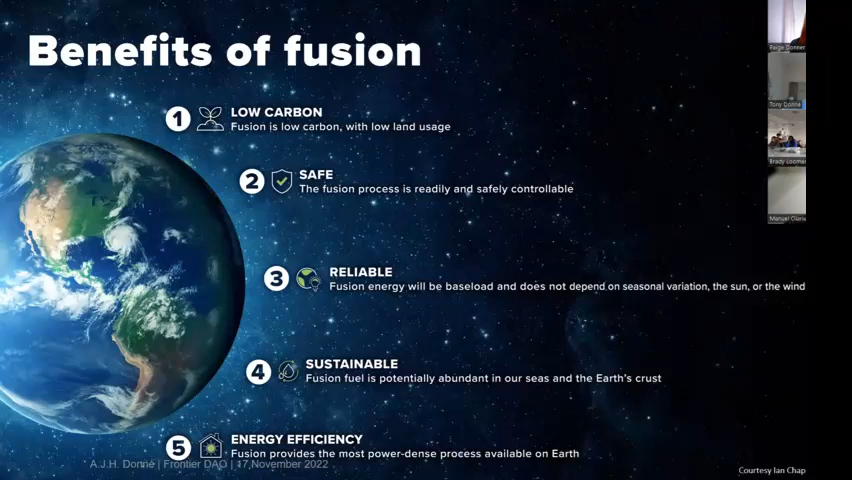 Benefits of fusion
1
LOW CARBON
Fusion is low carbon, with low land usage
2
SAFE
The fusion process is readily and safely controllable
3
RELIABLE
Fusion energy will be baseload and does not depend on seasonal variation, the sun, or the wind
4
SUSTAINABLE
Fusion fuel is potentially abundant in our seas and the Earth's crust
5
ENERGY EFFICIENCY
Fusion provides the most power-dense process available on Earth
A.J.H. Donné | Frontier DAO | 17 November 2022
Courtesy Ian Chap
Paige Donner
Tony Donné
Brady Looma
Manuel